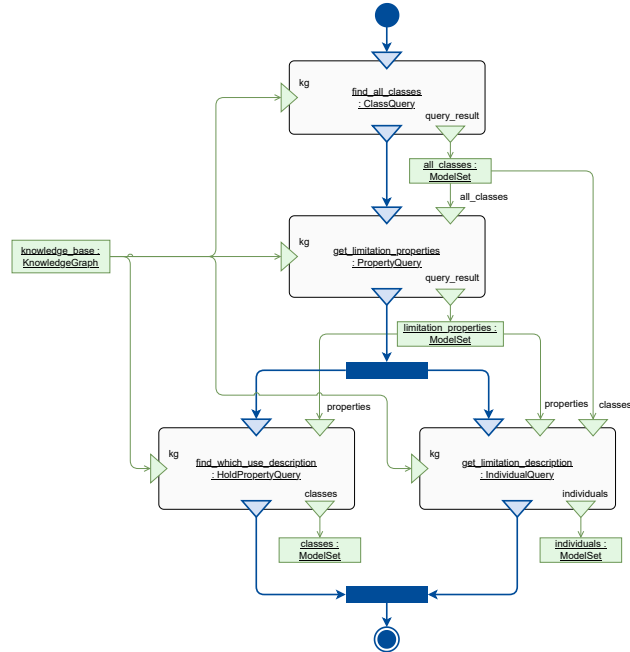 kg
find_all_classes
: ClassQuery
query_result
all_classes :
ModelSet
all_classes
knowledge_base :
KnowledgeGraph
kg
get_limitation_properties
: PropertyQuery
query_result
limitation_properties :
ModelSet
properties
properties
classes
kg
find_which_use_description
: HoldPropertyQuery
classes
kg
get_limitation_description
: IndividualQuery
individuals
classes :
ModelSet
individuals :
ModelSet